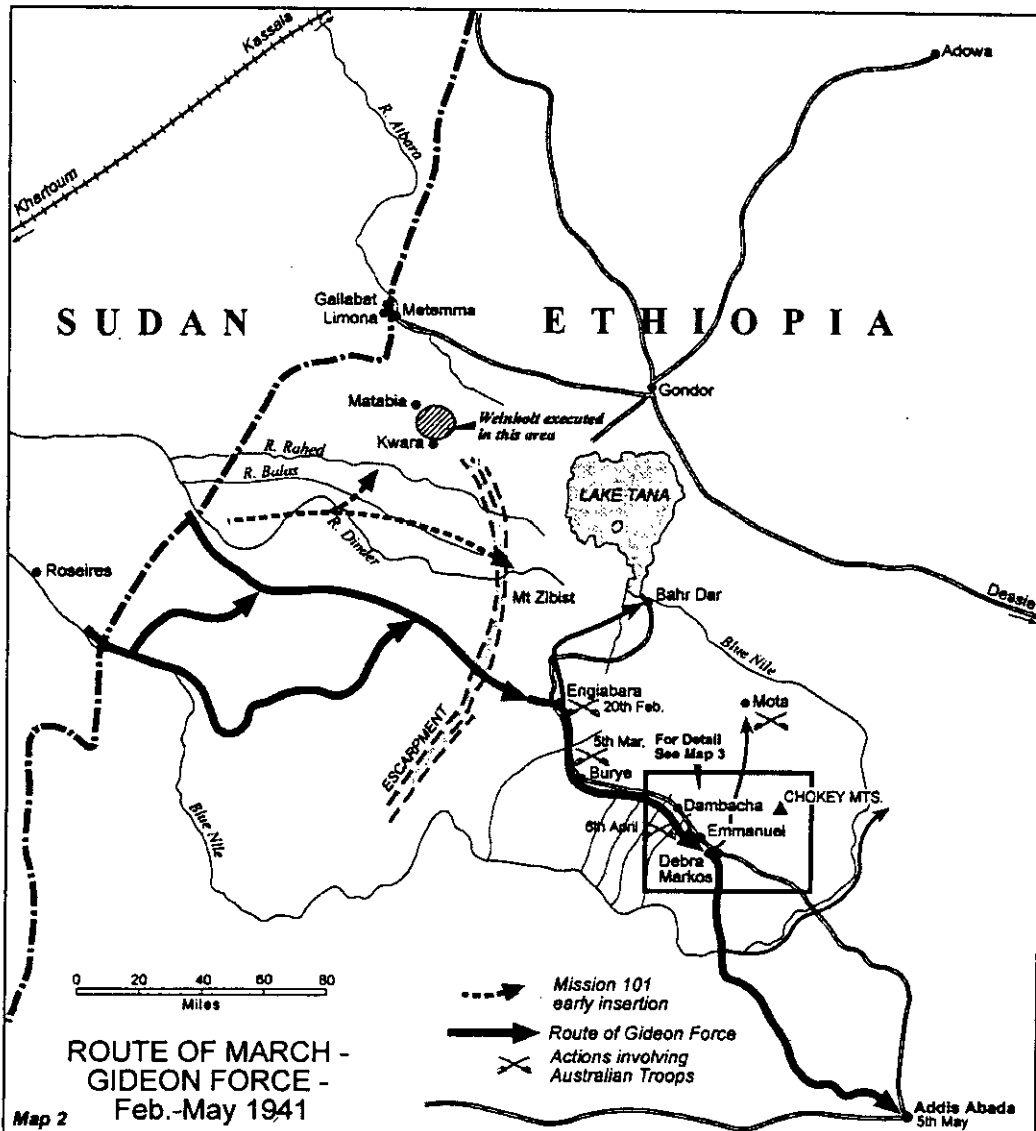 Kassala
Khartoum
Adowa
R. Atbara
Gallabat
Limona
Metemma
SUDAN
ETHIOPIA
Gondor
Matabia
Kwara
Weinholt executed
in this area
R. Rahed
R. Bulas
R. Dinder
LAKE TANA
Roseires
Mt Zibist
Bahr Dar
Dessie
Blue Nile
Engiabara
20th Feb.
Mota
ESCARPMENT
5th Mar.
For Detail
See Map 3
Burye
Dambacha
CHOKEY MTS.
6th April
Emmanuel
Debra
Markos
Blue Nile
0 20 40 60 80
Miles
Mission 101
early insertion
Route of Gideon Force
Actions involving
Australian Troops
ROUTE OF MARCH -
GIDEON FORCE -
Feb.-May 1941
Map 2
Addis Abada
5th May